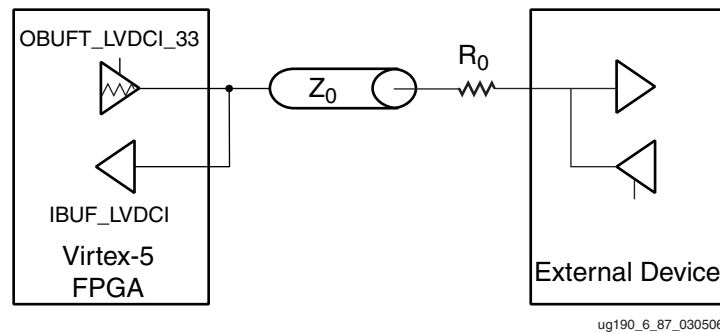 OBUFT_LVDCI_33
Z0
R0
IBUF_LVDCI
Virtex-5
FPGA
External Device
ug190_6_87_030506